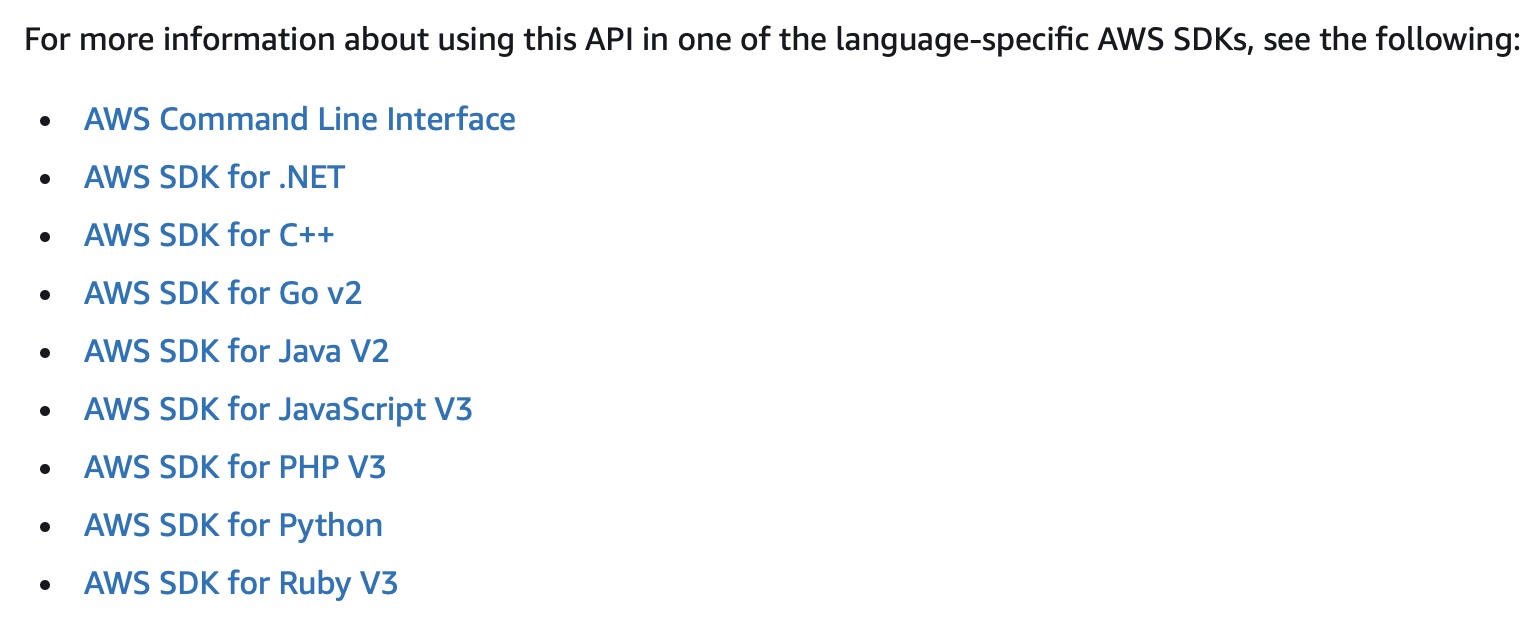 For more information about using this API in one of the language-specific AWS SDKs, see the following:
• AWS Command Line Interface
• AWS SDK for .NET
• AWS SDK for C++
• AWS SDK for Go v2
• AWS SDK for Java V2
• AWS SDK for JavaScript V3
• AWS SDK for PHP V3
• AWS SDK for Python
• AWS SDK for Ruby V3